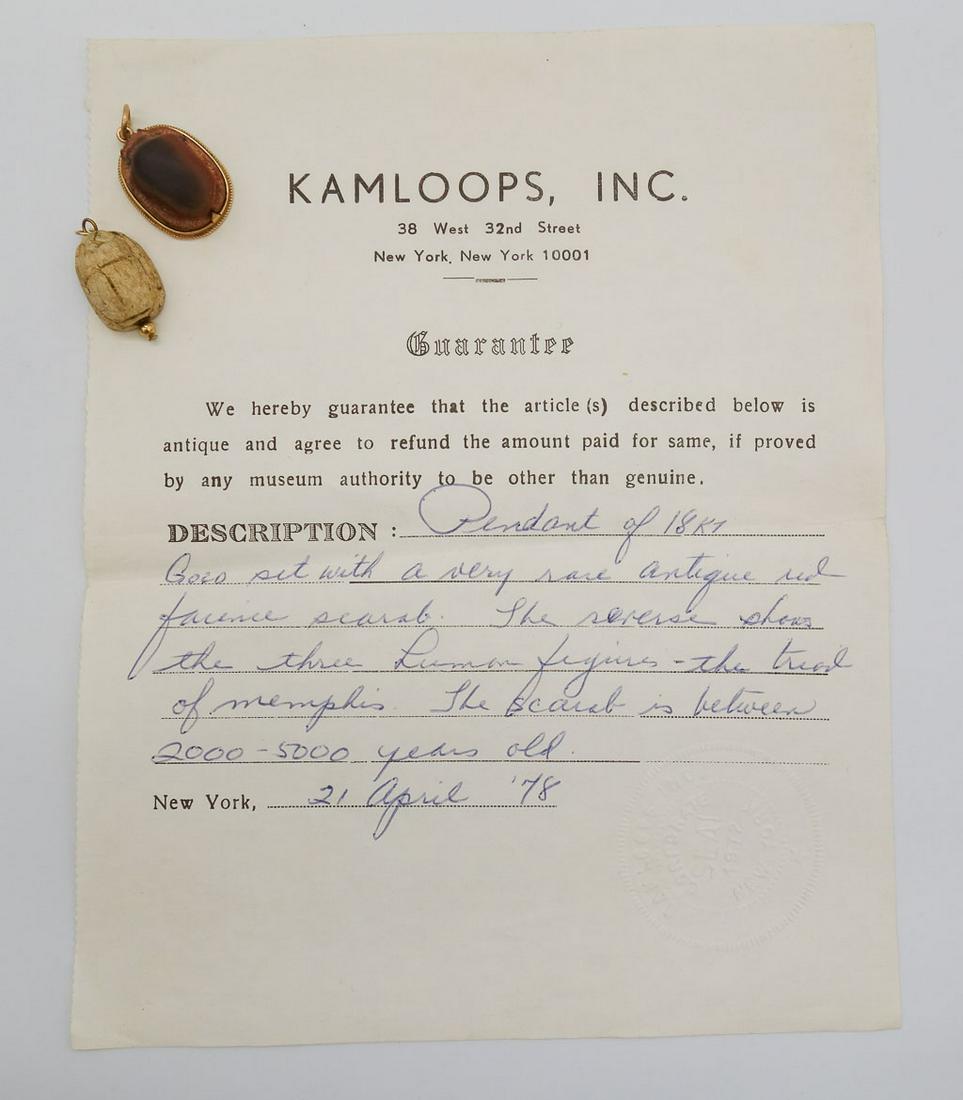 KAMLOOPS, INC.
38 West 32nd Street
New York, New York 10001
Guarantee
We hereby guarantee that the article(s) described below is
antique and agree to refund the amount paid for same, if proved
by any museum authority to be other than genuine.
DESCRIPTION: Pendant of 18KT
Gold set with a very rare antique red
faience scarab. The reverse shows
the three human figures - the triad
of memphis. The scarab is between
2000-5000 years old.
New York, 21 April '78